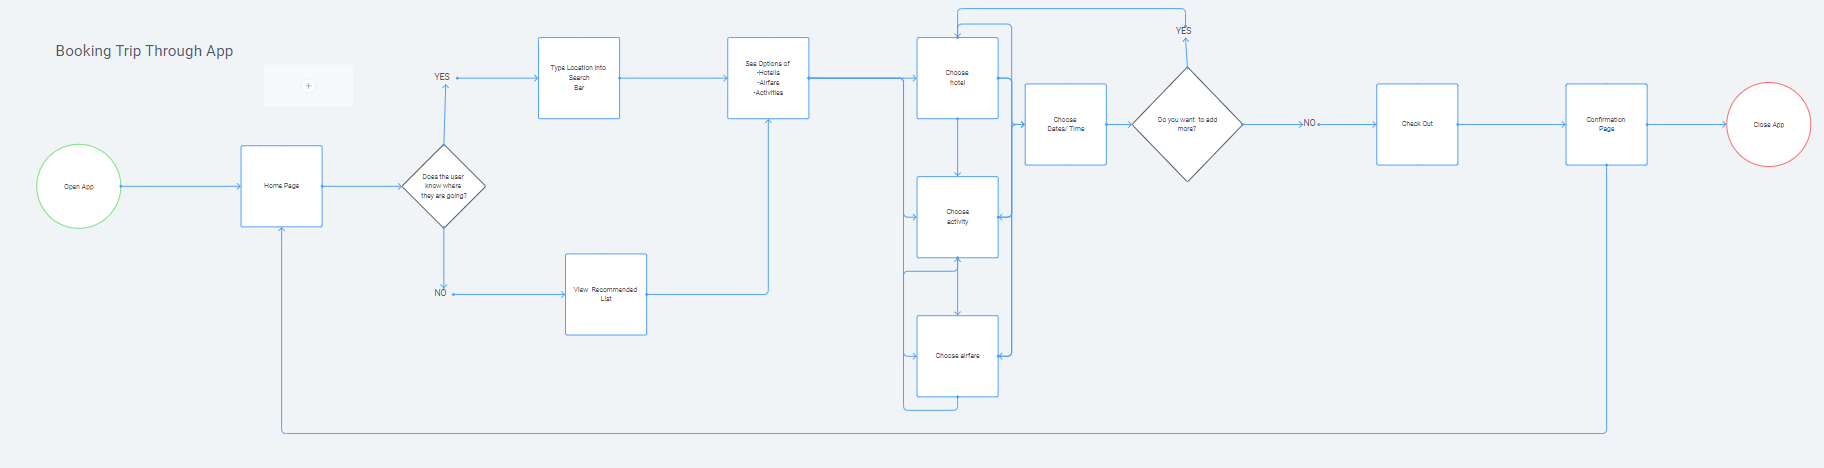 Booking Trip Through App
Open App
Home Page
Does the user
know where
they are going?
YES
NO
Type Location Into
Search
Bar
View Recommended
List
See Options of
-Hotells
-Airfare
-Activities
Choose
hotel
Choose
activity
Choose airfare
Choose
Dates/ Time
Do you want to add
more?
YES
NO
Check Out
Confirmation
Page
Close App